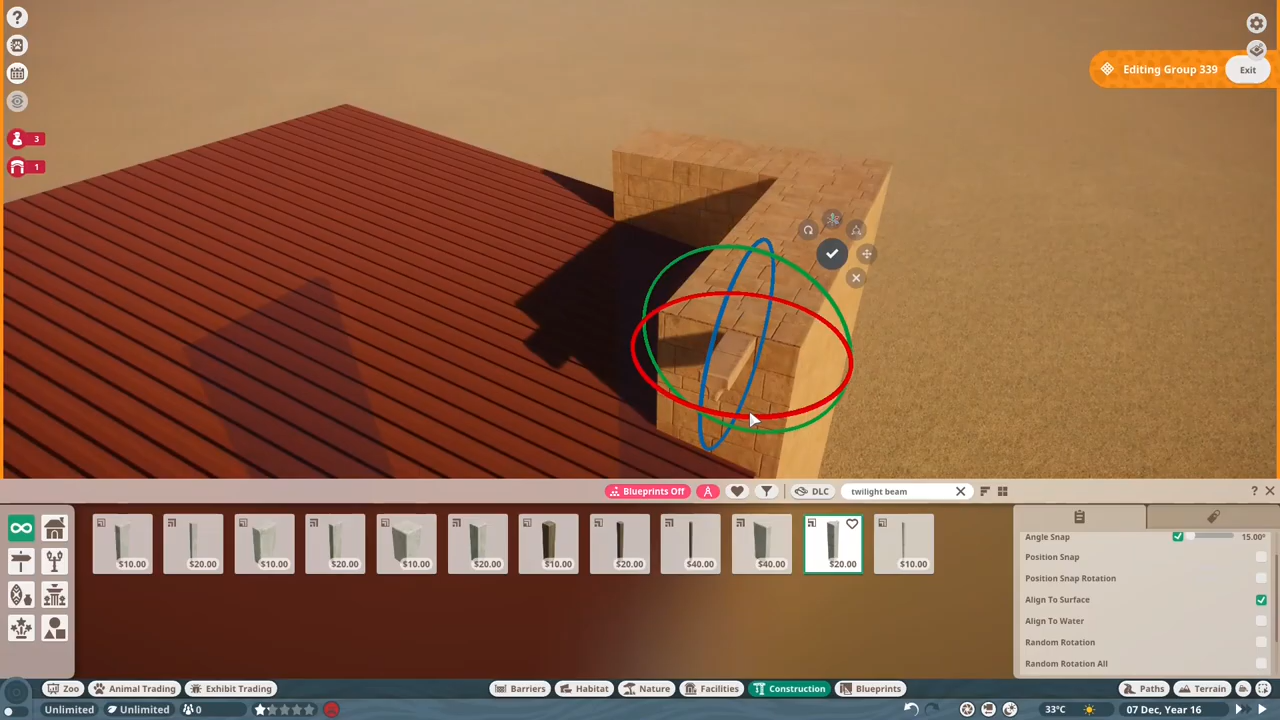 ?
Editing Group 339
Exit
3
1
Blueprints Off
DLC
twilight beam
?
$10.00
$20.00
$10.00
$20.00
$10.00
$20.00
$10.00
$20.00
$40.00
$40.00
$20.00
$10.00
Angle Snap
15.00°
Position Snap
Position Snap Rotation
Align To Surface
Align To Water
Random Rotation
Random Rotation All
Zoo
Animal Trading
Exhibit Trading
Barriers
Habitat
Nature
Facilities
Construction
Blueprints
Paths
Terrain
Unlimited
Unlimited
0
33°C
07 Dec, Year 16